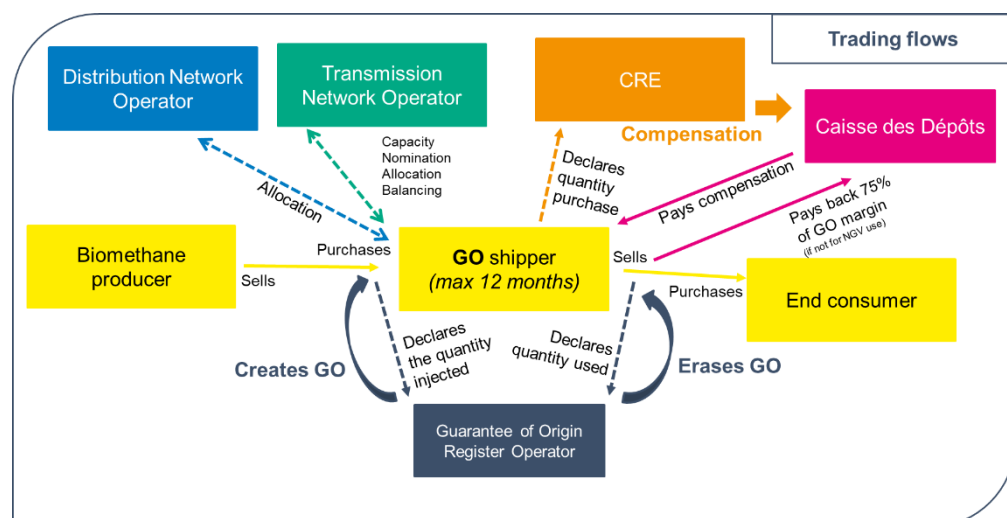 Trading flows
Distribution Network
Operator
Transmission
Network Operator
CRE
Compensation
Caisse des Dépôts
Capacity
Nomination
Allocation
Balancing
Allocation
Declares
quantity
purchase
Pays compensation
Pays back 75%
of GO margin
(if not for NGV use)
Biomethane
producer
Sells
Purchases
GO shipper
(max 12 months)
Sells
Purchases
End consumer
Creates GO
Declares
the quantity
injected
Declares
quantity used
Erases GO
Guarantee of Origin
Register Operator